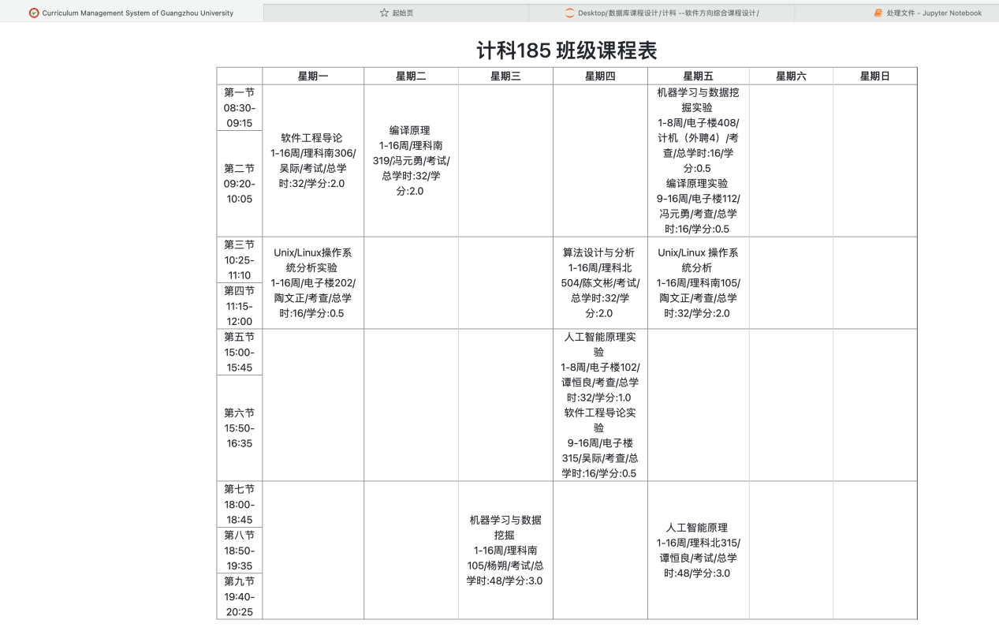 Curriculum Management System of Guangzhou University
起始页
Desktop/数据库课程设计/计科 --软件方向综合课程设计/
处理文件 - Jupyter Notebook
计科185 班级课程表
星期一
星期二
星期三
星期四
星期五
星期六
星期日
第一节
08:30-
09:15
第二节
09:20-
10:05
软件工程导论
1-16周/理科南306/
吴际/考试/总学
时:32/学分:2.0
编译原理
1-16周/理科南
319/冯元勇/考试/
总学时:32/学
分:2.0
机器学习与数据挖
掘实验
1-8周/电子楼408/
计机（外聘4）/考
查/总学时:16/学
分:0.5
编译原理实验
9-16周/电子楼112/
冯元勇/考查/总学
时:16/学分:0.5
第三节
10:25-
11:10
第四节
11:15-
12:00
Unix/Linux操作系
统分析实验
1-16周/电子楼202/
陶文正/考查/总学
时:16/学分:0.5
算法设计与分析
1-16周/理科北
504/陈文彬/考试/
总学时:32/学
分:2.0
Unix/Linux 操作系
统分析
1-16周/理科南105/
陶文正/考查/总学
时:32/学分:2.0
第五节
15:00-
15:45
第六节
15:50-
16:35
人工智能原理实
验
1-8周/电子楼102/
谭恒良/考查/总学
时:32/学分:1.0
软件工程导论实
验
9-16周/电子楼
315/吴际/考查/总
学时:16/学分:0.5
第七节
18:00-
18:45
第八节
18:50-
19:35
第九节
19:40-
20:25
机器学习与数据
挖掘
1-16周/理科南
105/杨朔/考试/总
学时:48/学分:3.0
人工智能原理
1-16周/理科北315/
谭恒良/考试/总学
时:48/学分:3.0